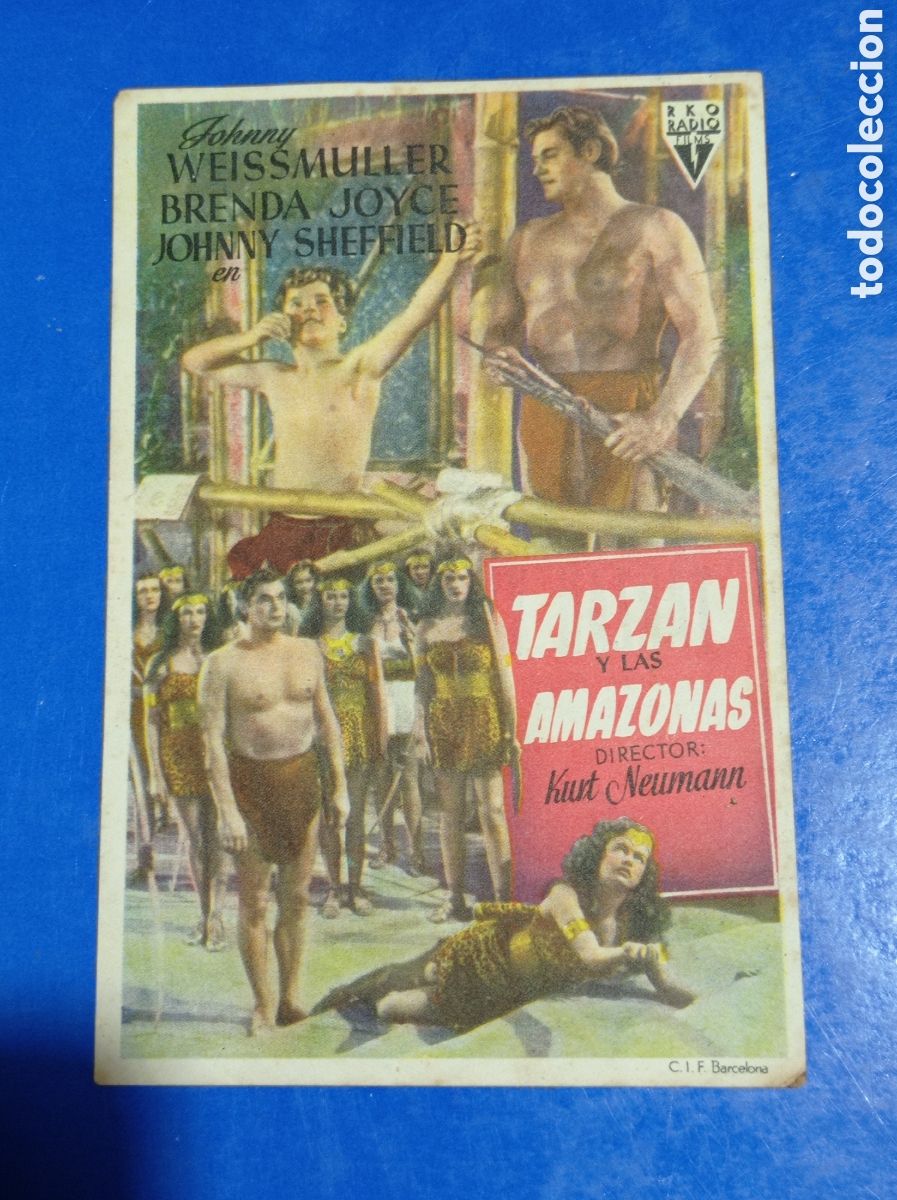 Johnny
WEISSMULLER
BRENDA JOYCE
JOHNNY SHEFFIELD
en
RKO
RADIO
FILMS
TARZAN
Y LAS
AMAZONAS
DIRECTOR:
Kurt Neumann
C.I.F. Barcelona
todocoleccion